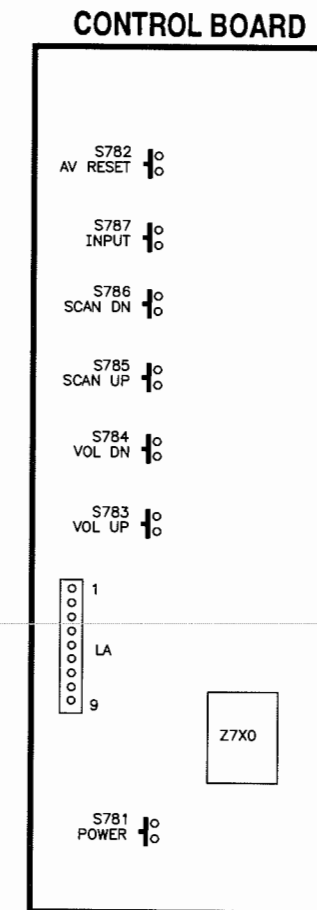 CONTROL BOARD
S782
AV RESET
S787
INPUT
S786
SCAN DN
S785
SCAN UP
S784
VOL DN
S783
VOL UP
1
LA
9
Z7X0
S781
POWER